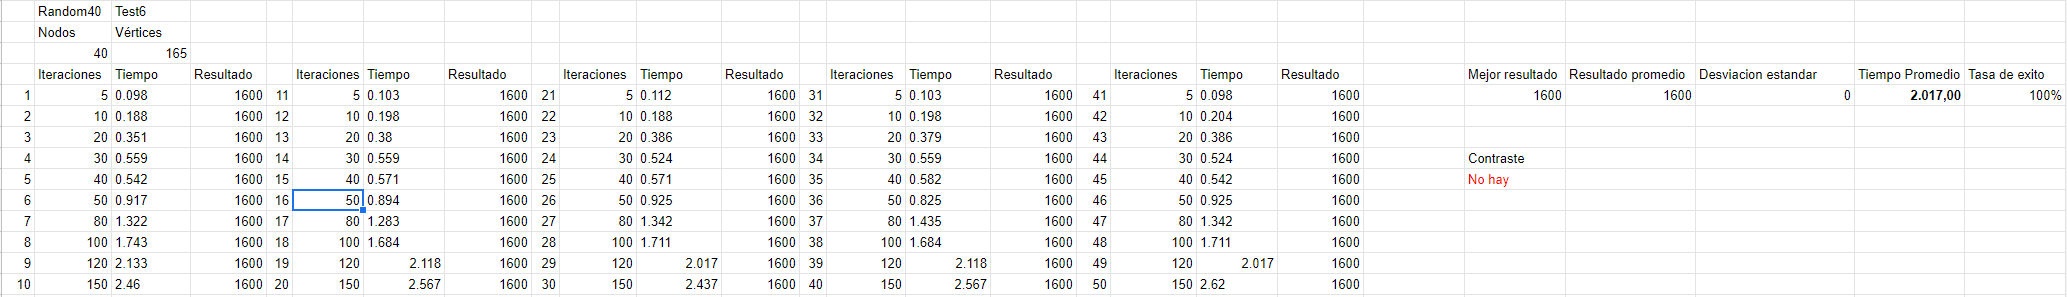 Random40 Test6
Nodos Vértices
40 165
Iteraciones Tiempo Resultado Iteraciones Tiempo Resultado Iteraciones Tiempo Resultado Iteraciones Tiempo Resultado Iteraciones Tiempo Resultado Mejor resultado Resultado promedio Desviacion estandar Tiempo Promedio Tasa de exito
1 5 0.098 1600 11 5 0.103 1600 21 5 0.112 1600 31 5 0.103 1600 41 5 0.098 1600 1600 1600 0 2.017,00 100%
2 10 0.188 1600 12 10 0.198 1600 22 10 0.188 1600 32 10 0.198 1600 42 10 0.204 1600
3 20 0.351 1600 13 20 0.38 1600 23 20 0.386 1600 33 20 0.379 1600 43 20 0.386 1600
4 30 0.559 1600 14 30 0.559 1600 24 30 0.524 1600 34 30 0.559 1600 44 30 0.524 1600 Contraste
5 40 0.542 1600 15 40 0.571 1600 25 40 0.571 1600 35 40 0.582 1600 45 40 0.542 1600 No hay
6 50 0.917 1600 16 50 0.894 1600 26 50 0.925 1600 36 50 0.825 1600 46 50 0.925 1600
7 80 1.322 1600 17 80 1.283 1600 27 80 1.342 1600 37 80 1.435 1600 47 80 1.342 1600
8 100 1.743 1600 18 100 1.684 1600 28 100 1.711 1600 38 100 1.684 1600 48 100 1.711 1600
9 120 2.133 1600 19 120 2.118 1600 29 120 2.017 1600 39 120 2.118 1600 49 120 2.017 1600
10 150 2.46 1600 20 150 2.567 1600 30 150 2.437 1600 40 150 2.567 1600 50 150 2.62 1600